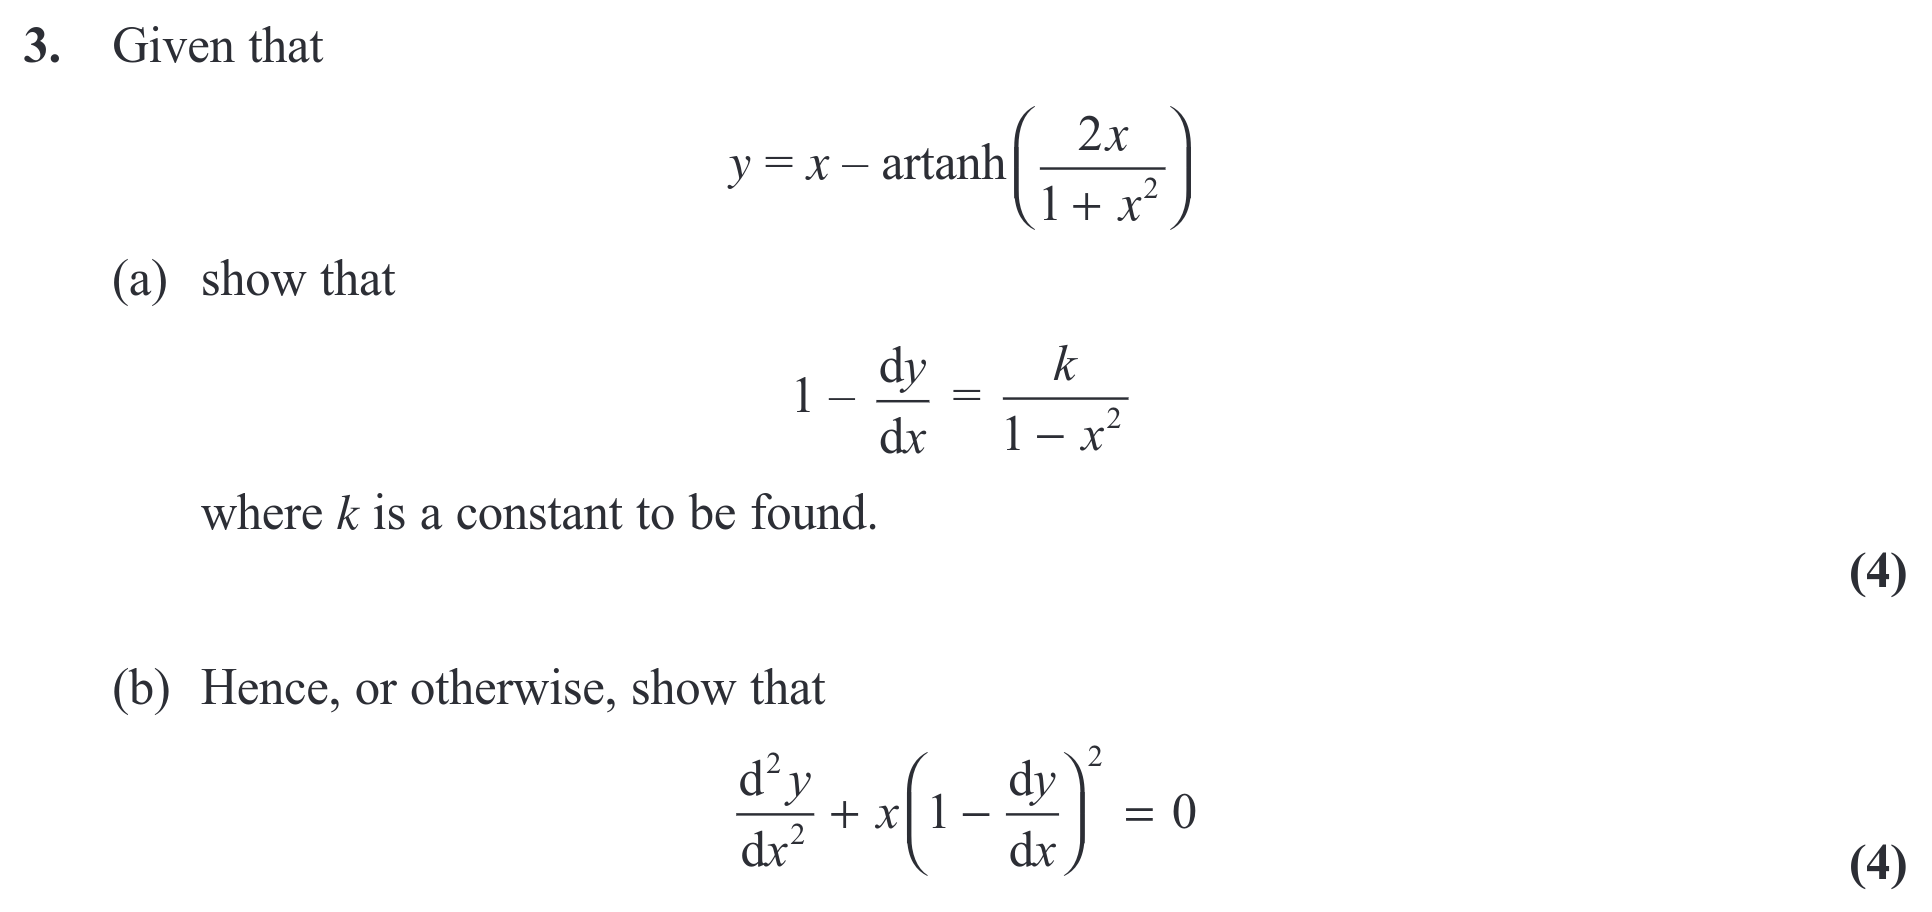 3. Given that
y = x – artanh(2x / (1 + x²))
(a) show that
1 – dy/dx = k / (1 – x²)
where k is a constant to be found.
(4)
(b) Hence, or otherwise, show that
d²y/dx² + x(1 – dy/dx)² = 0
(4)